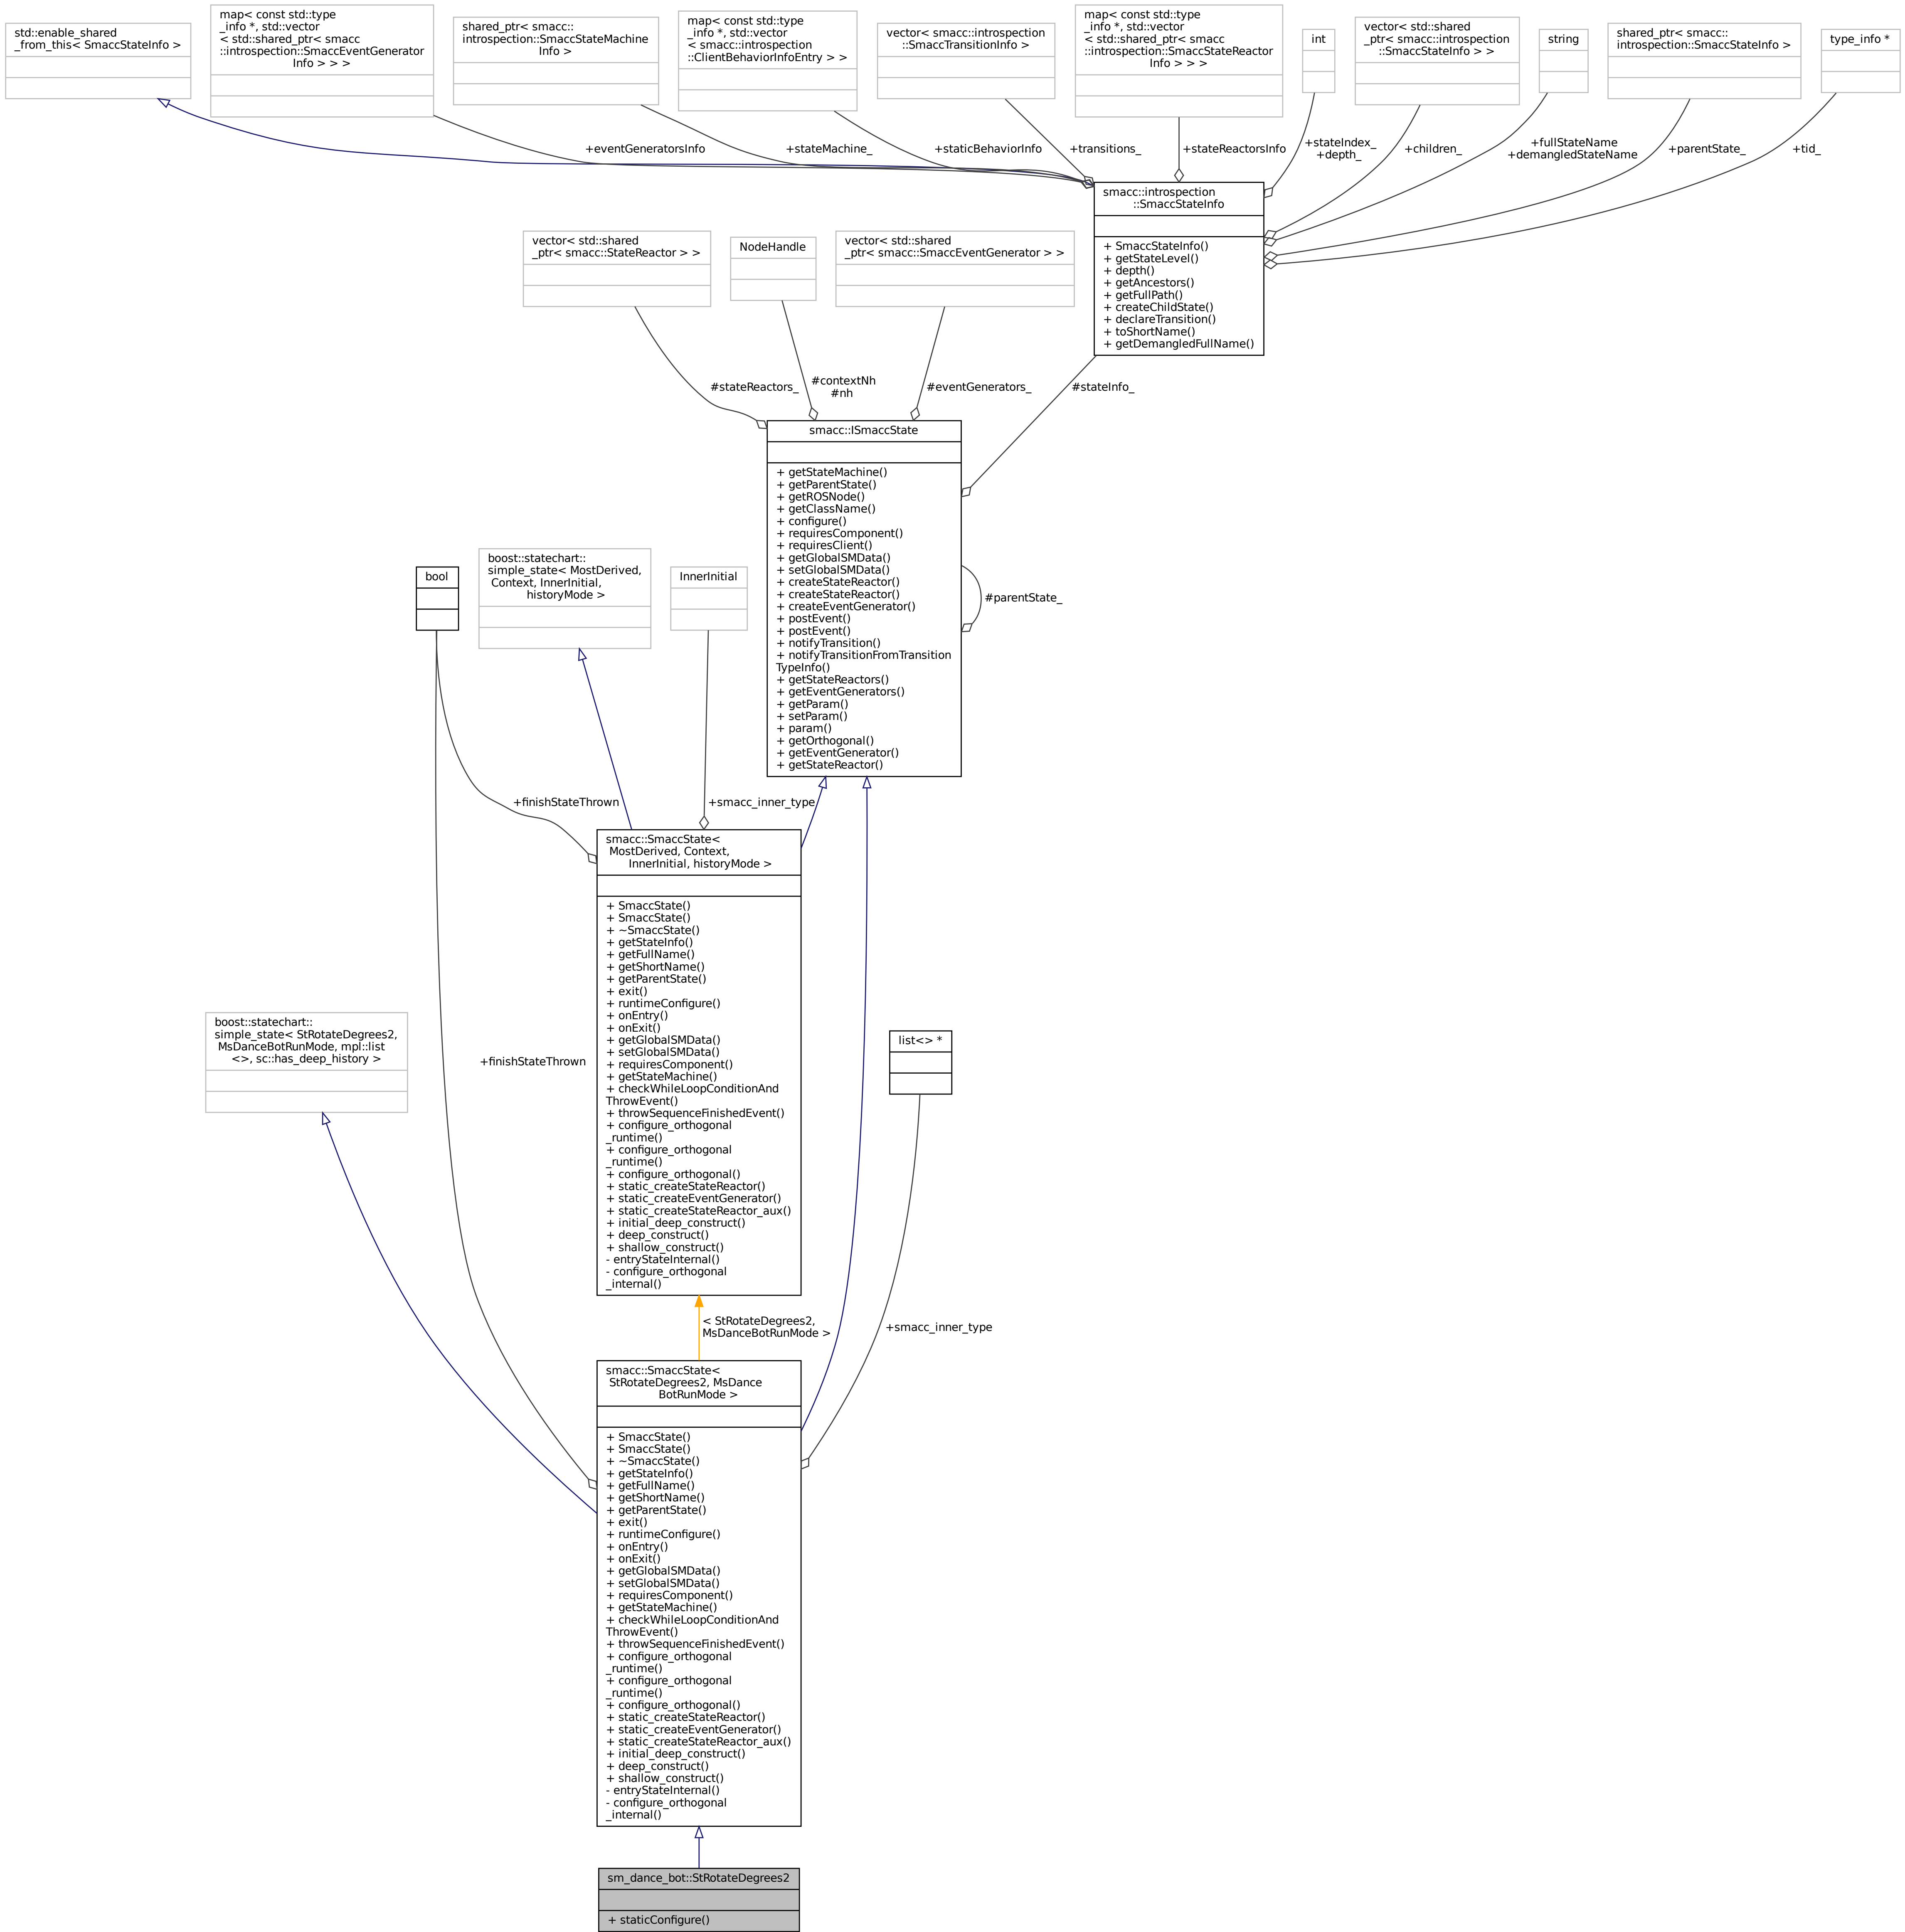 std::enable_shared
_from_this< SmaccStateInfo >
map< const std::type
_info *, std::vector
< std::shared_ptr< smacc
::introspection::SmaccEventGenerator
Info > > >
shared_ptr< smacc::
introspection::SmaccStateMachine
Info >
map< const std::type
_info *, std::vector
< smacc::introspection
::ClientBehaviorInfoEntry > >
vector< smacc::introspection
::SmaccTransitionInfo >
map< const std::type
_info *, std::vector
< std::shared_ptr< smacc
::introspection::SmaccStateReactor
Info > > >
int
vector< std::shared
_ptr< smacc::introspection
::SmaccStateInfo > >
string
shared_ptr< smacc::
introspection::SmaccStateInfo >
type_info *
+eventGeneratorsInfo
+stateMachine_
+staticBehaviorInfo
+transitions_
+stateReactorsInfo
+stateIndex_
+depth_
+children_
+fullStateName
+demangledStateName
+parentState_
+tid_
smacc::introspection
::SmaccStateInfo
+ SmaccStateInfo()
+ getStateLevel()
+ depth()
+ getAncestors()
+ getFullPath()
+ createChildState()
+ declareTransition()
+ toShortName()
+ getDemangledFullName()
vector< std::shared
_ptr< smacc::StateReactor > >
NodeHandle
vector< std::shared
_ptr< smacc::SmaccEventGenerator > >
#stateReactors_
#contextNh
#nh
#eventGenerators_
#stateInfo_
smacc::ISmaccState
+ getStateMachine()
+ getParentState()
+ getROSNode()
+ getClassName()
+ configure()
+ requiresComponent()
+ requiresClient()
+ getGlobalSMData()
+ setGlobalSMData()
+ createStateReactor()
+ createStateReactor()
+ createEventGenerator()
+ postEvent()
+ postEvent()
+ notifyTransition()
+ notifyTransitionFromTransition
TypeInfo()
+ getStateReactors()
+ getEventGenerators()
+ getParam()
+ setParam()
+ param()
+ getOrthogonal()
+ getEventGenerator()
+ getStateReactor()
#parentState_
bool
boost::statechart::
simple_state< MostDerived,
Context, InnerInitial,
historyMode >
InnerInitial
+finishStateThrown
+smacc_inner_type
smacc::SmaccState<
MostDerived, Context,
InnerInitial, historyMode >
+ SmaccState()
+ SmaccState()
+ ~SmaccState()
+ getStateInfo()
+ getFullName()
+ getShortName()
+ getParentState()
+ exit()
+ runtimeConfigure()
+ onEntry()
+ onExit()
+ getGlobalSMData()
+ setGlobalSMData()
+ requiresComponent()
+ getStateMachine()
+ checkWhileLoopConditionAnd
ThrowEvent()
+ throwSequenceFinishedEvent()
+ configure_orthogonal
_runtime()
+ configure_orthogonal
_runtime()
+ configure_orthogonal()
+ static_createStateReactor()
+ static_createEventGenerator()
+ static_createStateReactor_aux()
+ initial_deep_construct()
+ deep_construct()
+ shallow_construct()
- entryStateInternal()
- configure_orthogonal
_internal()
boost::statechart::
simple_state< StRotateDegrees2,
MsDanceBotRunMode, mpl::list
<>, sc::has_deep_history >
+finishStateThrown
list<> *
< StRotateDegrees2,
MsDanceBotRunMode >
+smacc_inner_type
smacc::SmaccState<
StRotateDegrees2, MsDance
BotRunMode >
+ SmaccState()
+ SmaccState()
+ ~SmaccState()
+ getStateInfo()
+ getFullName()
+ getShortName()
+ getParentState()
+ exit()
+ runtimeConfigure()
+ onEntry()
+ onExit()
+ getGlobalSMData()
+ setGlobalSMData()
+ requiresComponent()
+ getStateMachine()
+ checkWhileLoopConditionAnd
ThrowEvent()
+ throwSequenceFinishedEvent()
+ configure_orthogonal
_runtime()
+ configure_orthogonal
_runtime()
+ configure_orthogonal()
+ static_createStateReactor()
+ static_createEventGenerator()
+ static_createStateReactor_aux()
+ initial_deep_construct()
+ deep_construct()
+ shallow_construct()
- entryStateInternal()
- configure_orthogonal
_internal()
sm_dance_bot::StRotateDegrees2
+ staticConfigure()